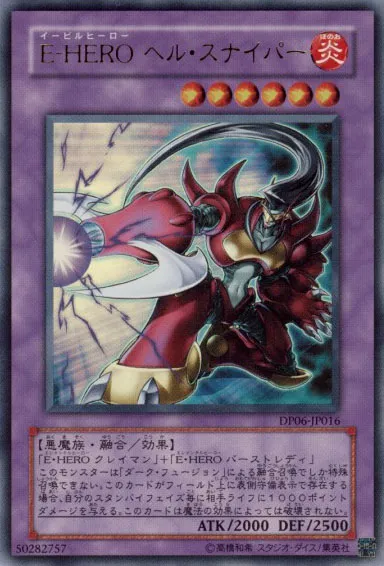 イービルヒーロー
E-HERO ヘル・スナイパー
ほのお
炎
DP06-JP016
【悪魔族・融合/効果】
「E・HERO クレイマン」+「E・HERO バーストレディ」
このモンスターは「ダーク・フュージョン」による融合召喚でしか特殊
召喚できない。このカードがフィールド上に表側守備表示で存在する
場合、自分のスタンバイフェイズ毎に相手ライフに1000ポイント
ダメージを与える。このカードは魔法の効果によっては破壊されない。
ATK/2000 DEF/2500
50282757
©高橋和希 スタジオ・ダイス/集英社